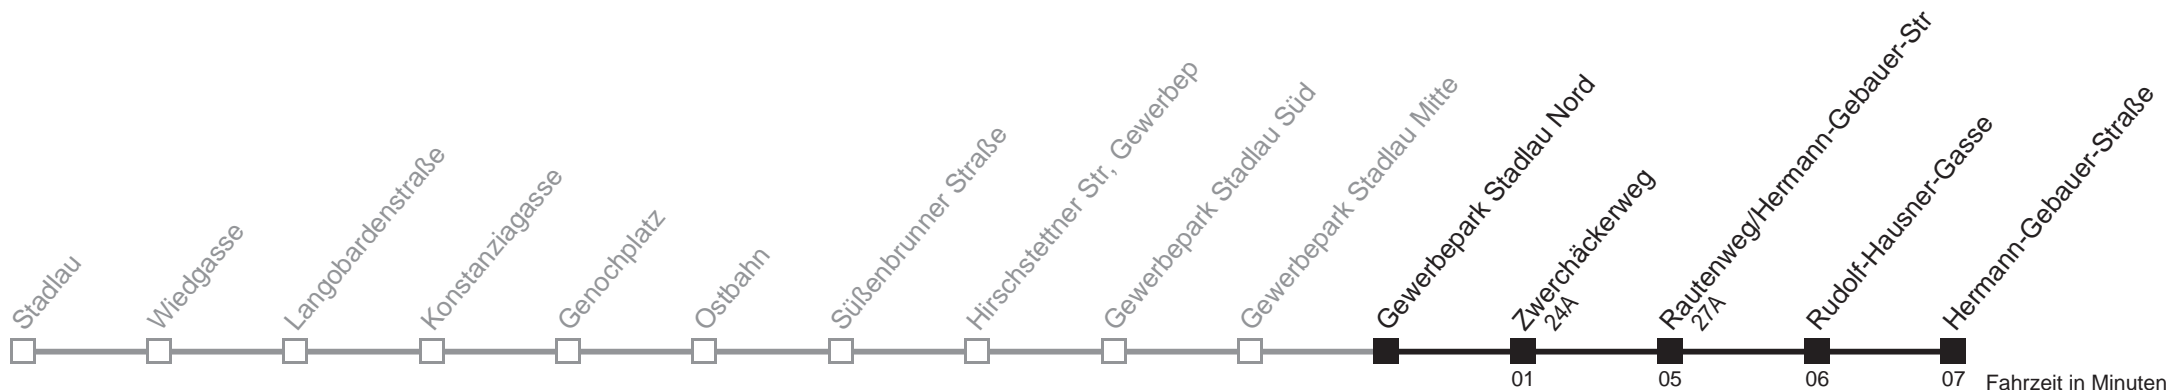 Stadlau
Wiedgasse
Langobardenstraße
Konstanziagasse
Genochplatz
Ostbahn
Süßenbrunner Straße
Hirschstettner Str, Gewerbep
Gewerbepark Stadlau Süd
Gewerbepark Stadlau Mitte
Gewerbepark Stadlau Nord
Zwerchäckerweg
24A
Rautenweg/Hermann-Gebauer-Str
27A
Rudolf-Hausner-Gasse
Hermann-Gebauer-Straße
01 05 06 07 Fahrzeit in Minuten